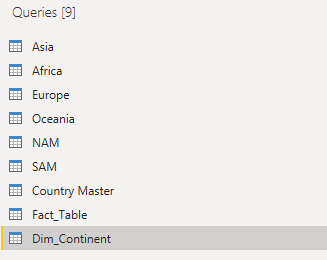 Queries [9]
Asia
Africa
Europe
Oceania
NAM
SAM
Country Master
Fact_Table
Dim_Continent